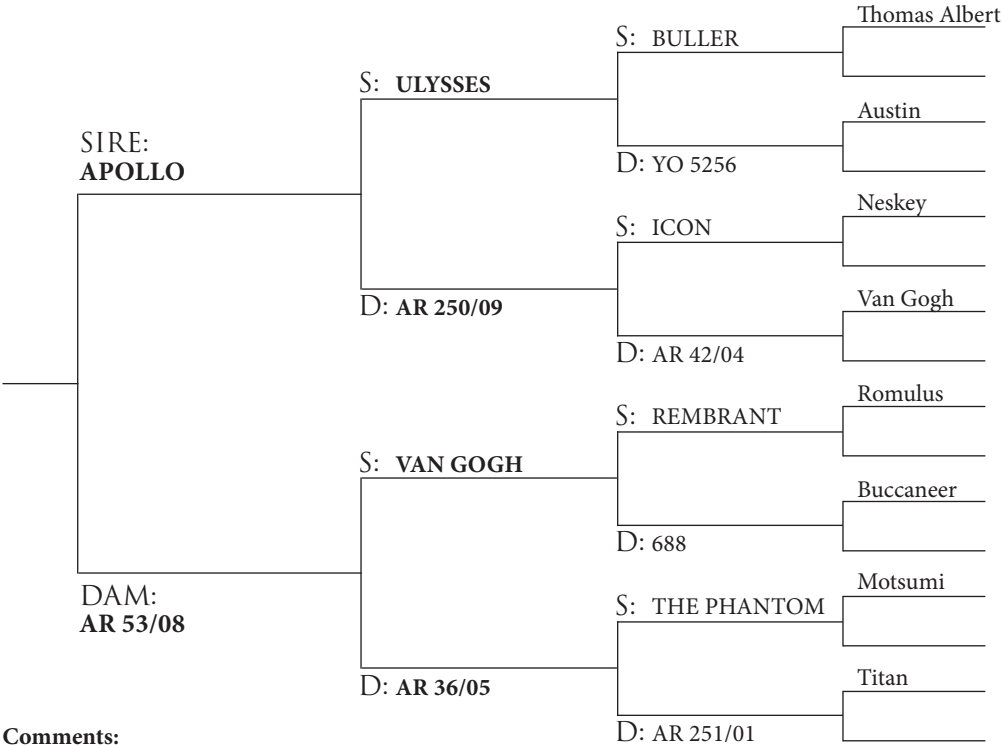 Thomas Albert
S: BULLER
S: ULYSSES
Austin
SIRE:
APOLLO
D: YO 5256
Neskey
S: ICON
D: AR 250/09
Van Gogh
D: AR 42/04
Romulus
S: REMBRANT
S: VAN GOGH
Buccaneer
D: 688
Motsumi
DAM:
AR 53/08
S: THE PHANTOM
Titan
D: AR 36/05
D: AR 251/01
Comments: